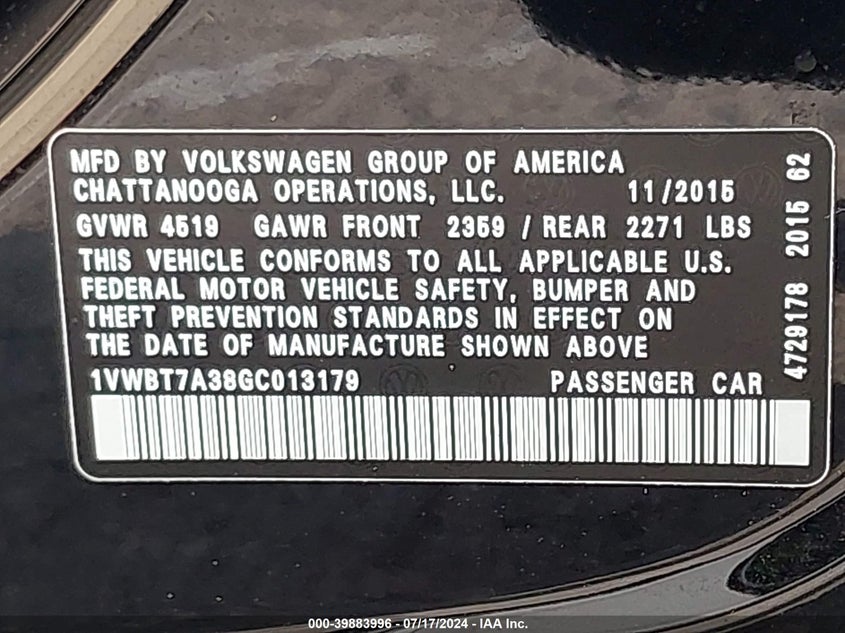 MFD BY VOLKSWAGEN GROUP OF AMERICA
CHATTANOOGA OPERATIONS, LLC. 11/2015
GVWR 4519 GAWR FRONT 2359 / REAR 2271 LBS
THIS VEHICLE CONFORMS TO ALL APPLICABLE U.S.
FEDERAL MOTOR VEHICLE SAFETY, BUMPER AND
THEFT PREVENTION STANDARDS IN EFFECT ON
THE DATE OF MANUFACTURE SHOWN ABOVE
1VWBT7A38GC013179 PASSENGER CAR
4729178 2015 62
000-39883996 - 07/17/2024 - IAA Inc.